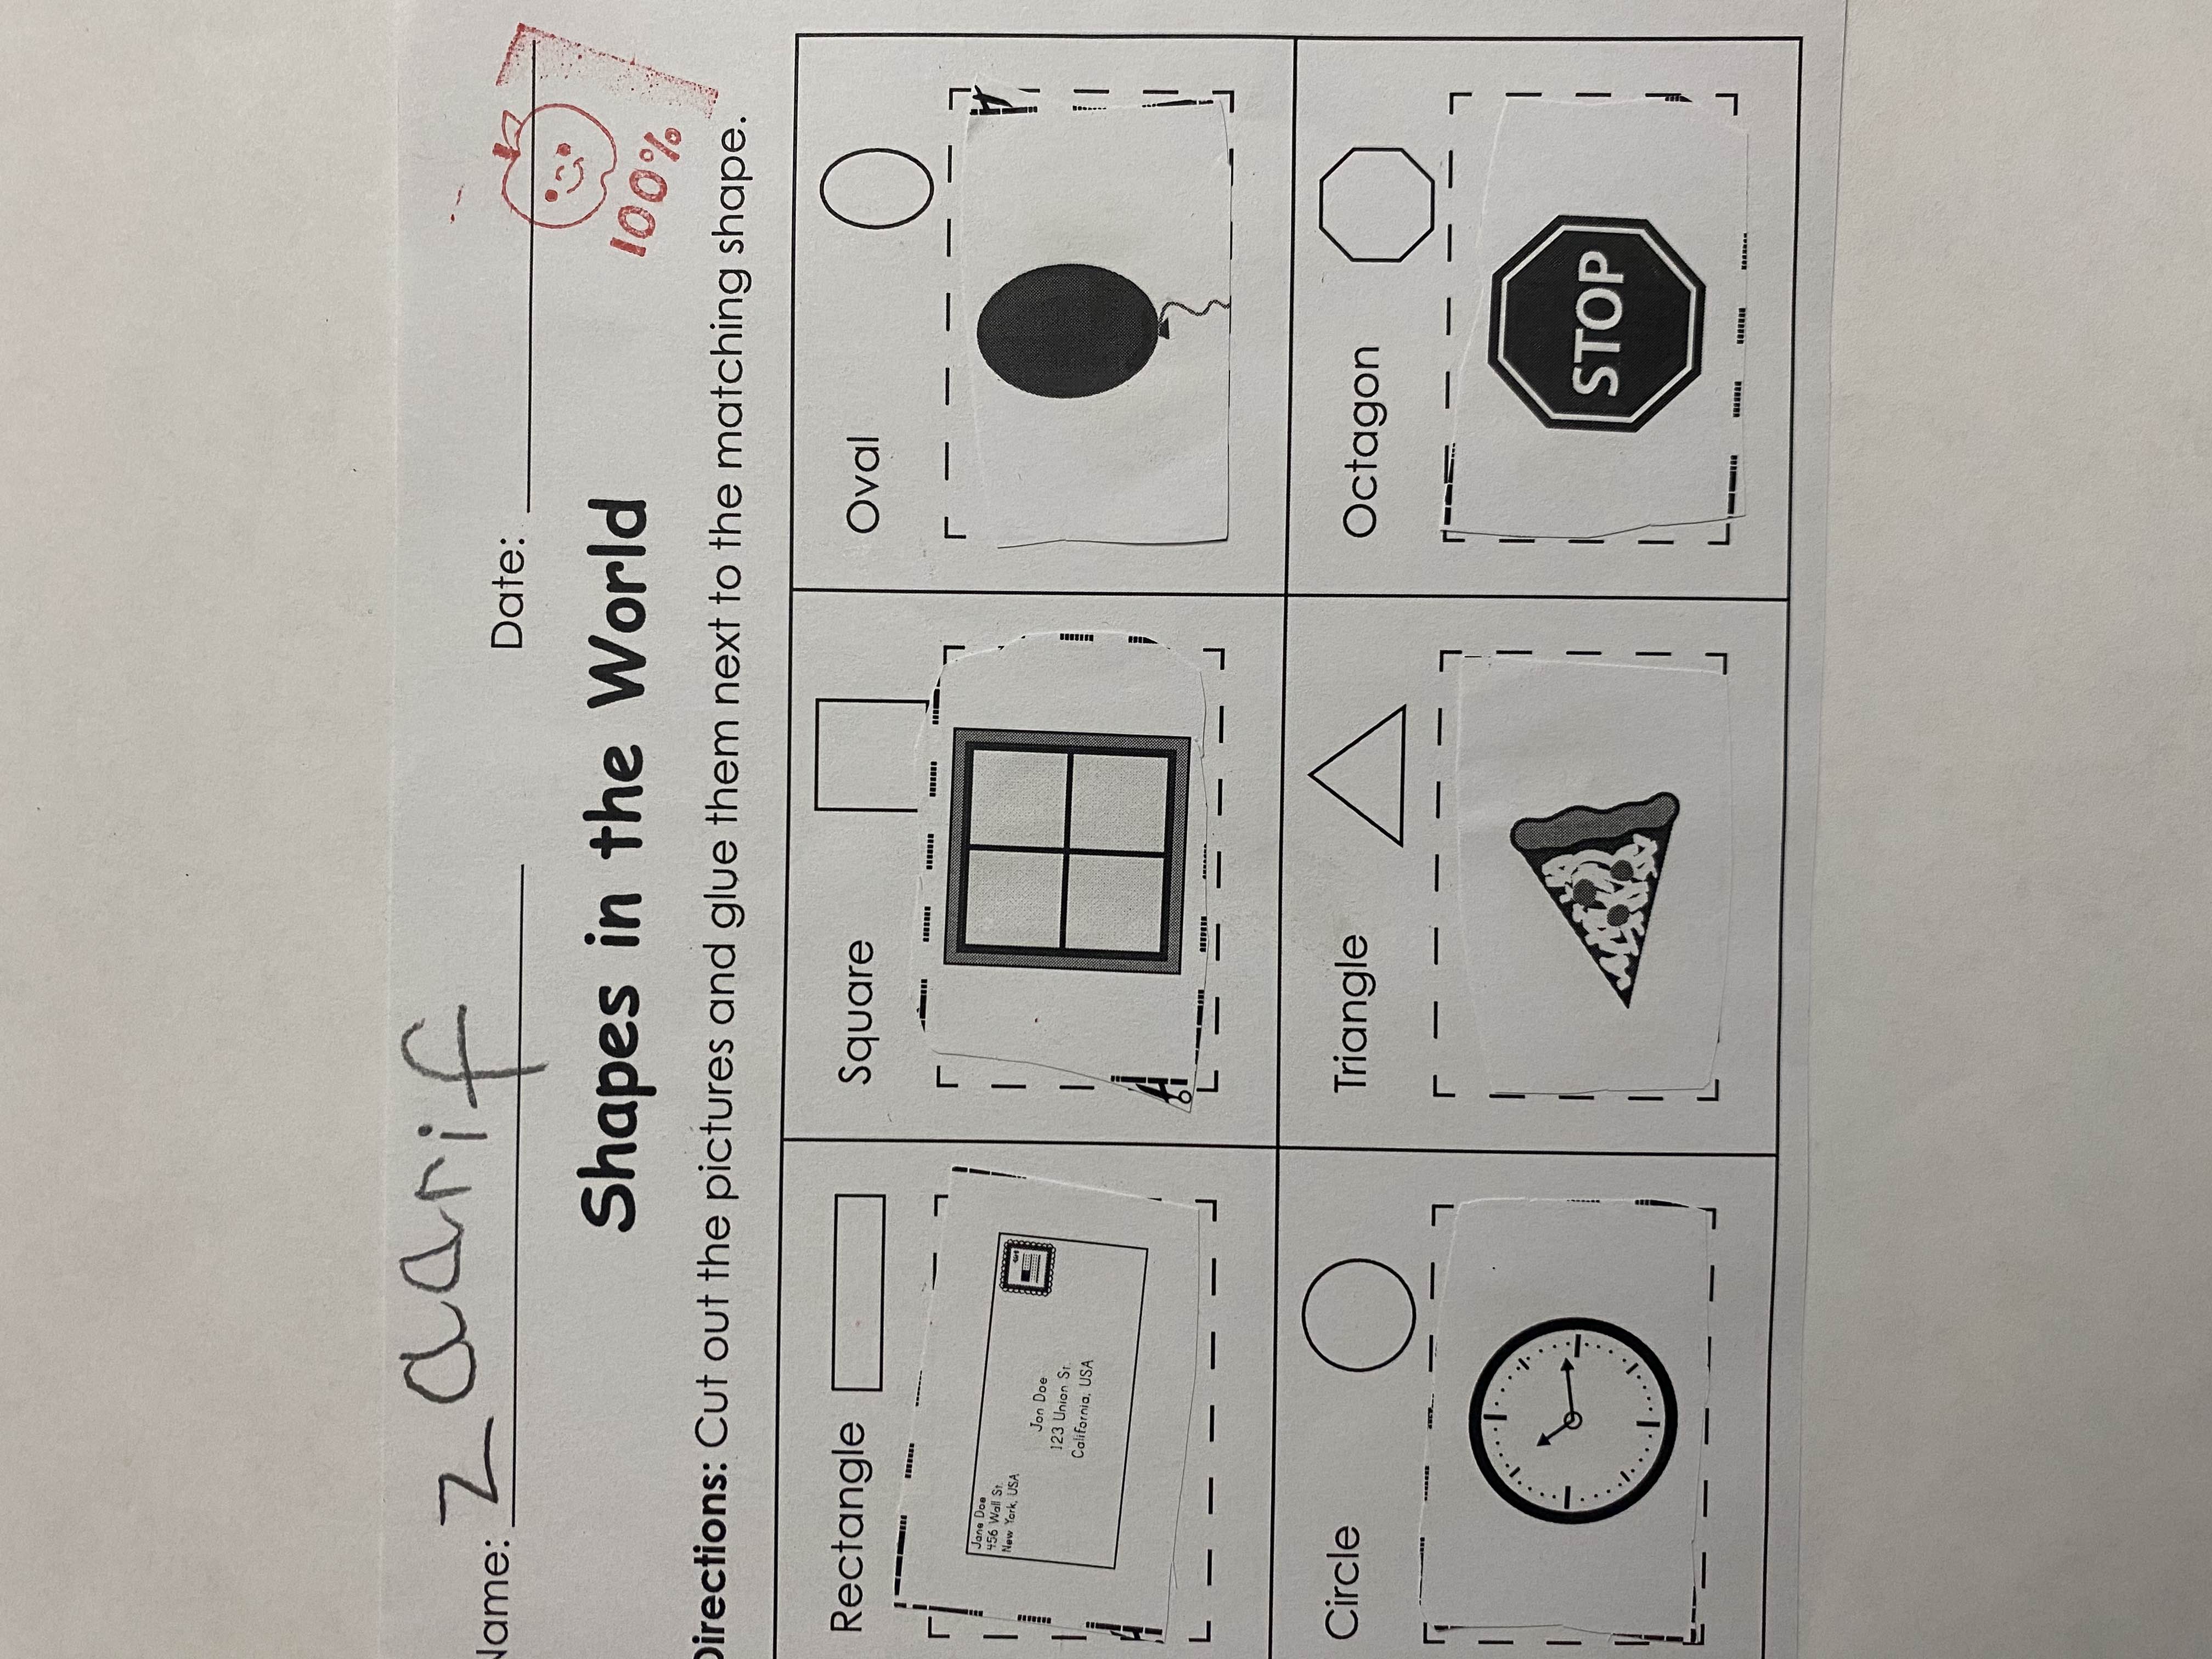 Name: zaarif Date:
100%
Shapes in the World
Directions: Cut out the pictures and glue them next to the matching shape.
Rectangle
Jane Doe
456 Wall St.
New York, USA
Jon Doe
123 Union St.
California, USA
Square
Oval
Circle
Triangle
Octagon
STOP